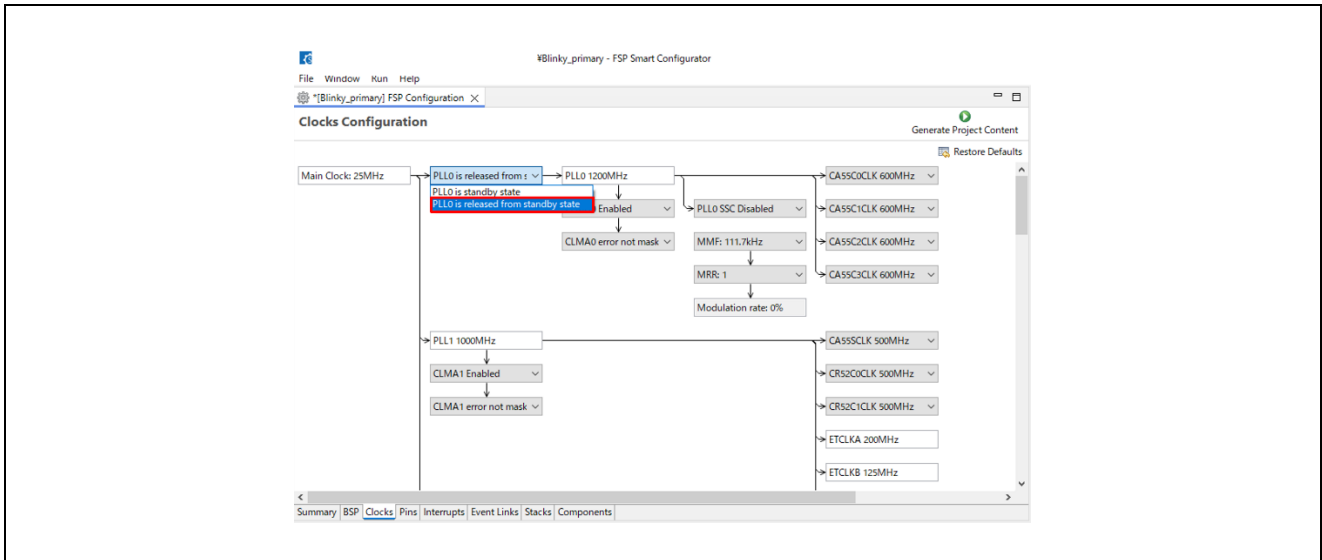 ¥Blinky_primary - FSP Smart Configurator
File Window Run Help
*[Blinky_primary] FSP Configuration
Clocks Configuration
Generate Project Content
Restore Defaults
Main Clock: 25MHz
PLL0 is released from s
PLL0 1200MHz
CA55C0CLK 600MHz
PLL0 is standby state
PLL0 is released from standby state
Enabled
PLL0 SSC Disabled
CA55C1CLK 600MHz
CLMA0 error not mask
MMF: 111.7kHz
CA55C2CLK 600MHz
MRR: 1
CA55C3CLK 600MHz
Modulation rate: 0%
PLL1 1000MHz
CA55SCLK 500MHz
CLMA1 Enabled
CR52C0CLK 500MHz
CLMA1 error not mask
CR52C1CLK 500MHz
ETCLKA 200MHz
ETCLKB 125MHz
Summary BSP Clocks Pins Interrupts Event Links Stacks Components